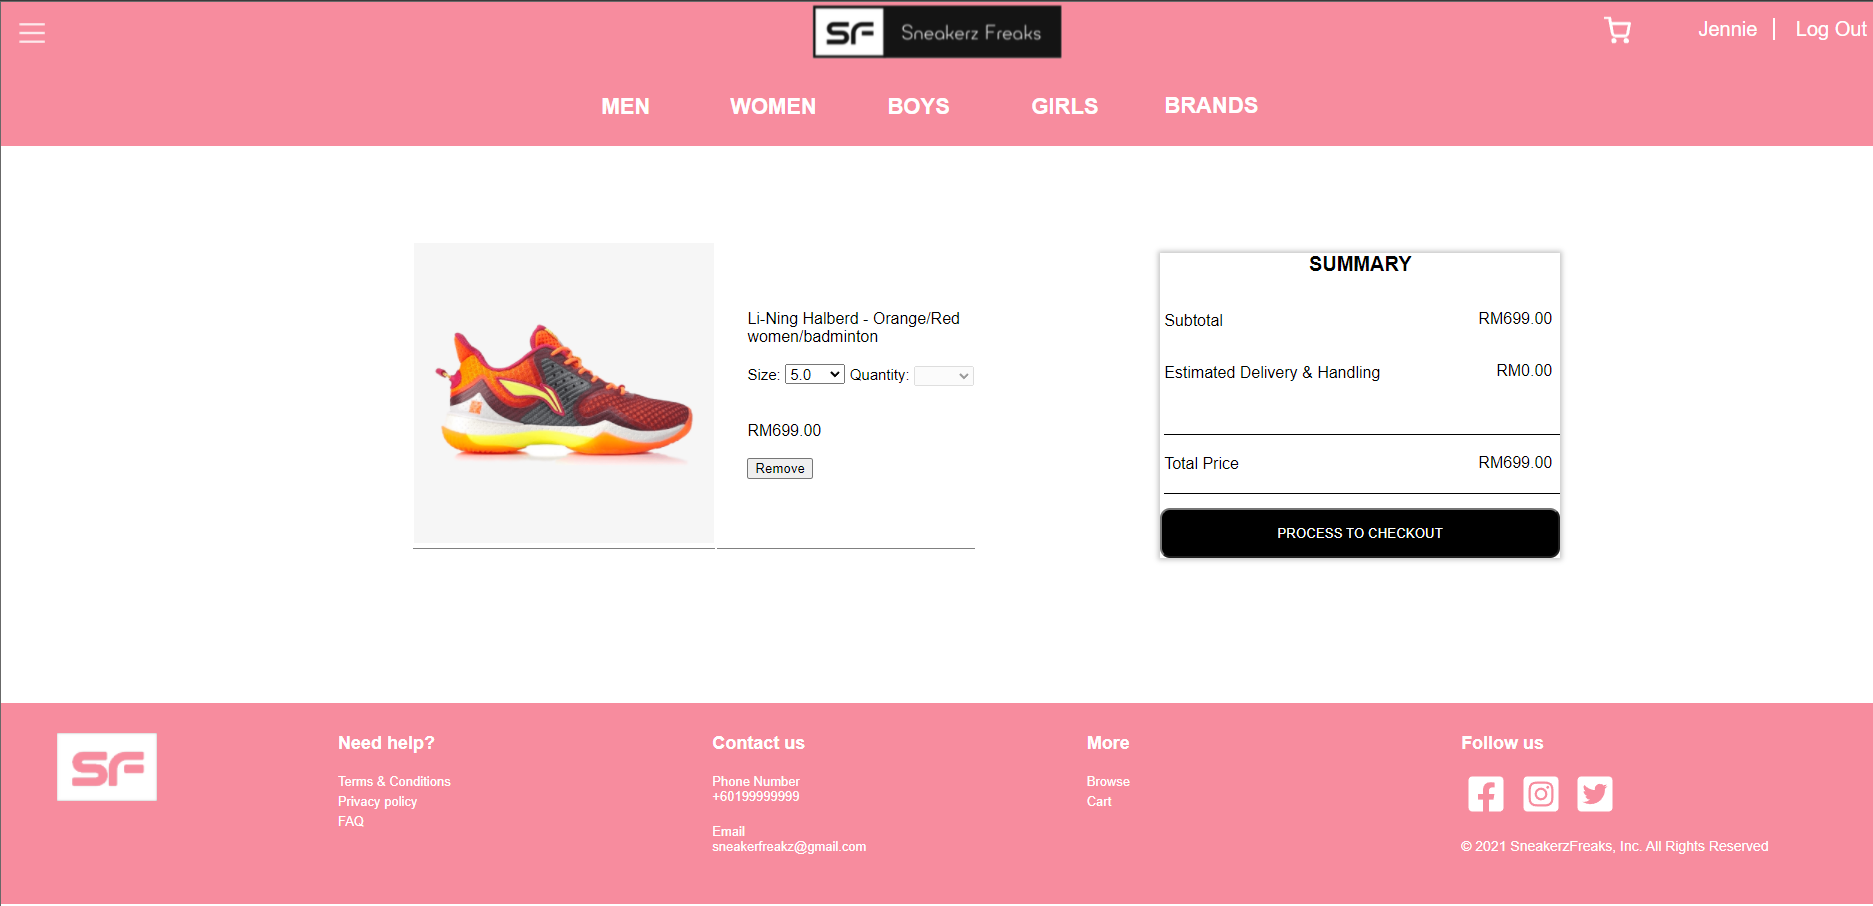 SF Sneakerz Freaks
Jennie | Log Out
MEN WOMEN BOYS GIRLS BRANDS
Li-Ning Halberd - Orange/Red
women/badminton
Size: 5.0 Quantity:
RM699.00
Remove
SUMMARY
Subtotal RM699.00
Estimated Delivery & Handling RM0.00
Total Price RM699.00
PROCESS TO CHECKOUT
SF
Need help?
Terms & Conditions
Privacy policy
FAQ
Contact us
Phone Number
+60199999999
Email
sneakerfreakz@gmail.com
More
Browse
Cart
Follow us
© 2021 SneakerzFreaks, Inc. All Rights Reserved